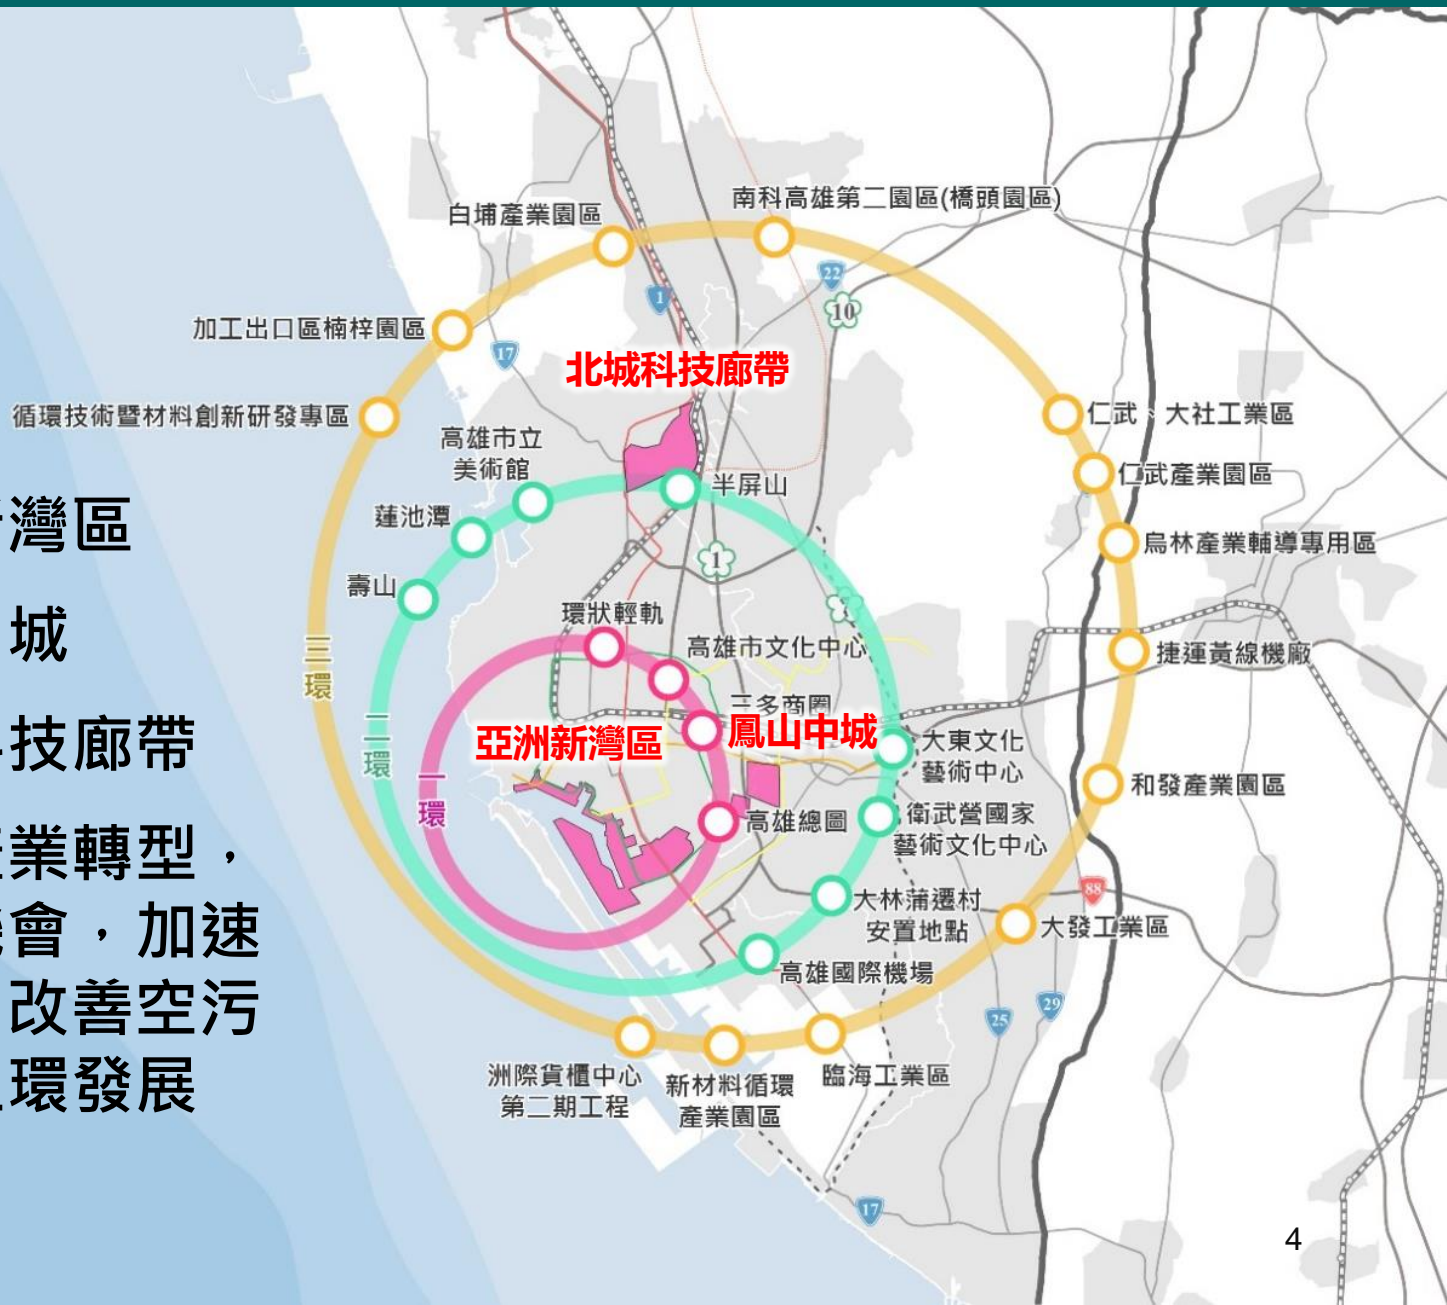 南科高雄第二園區(橋頭園區)
白埔產業園區
22
1
10
加工出口區楠梓園區
17
北城科技廊帶
循環技術暨材料創新研發專區
仁武、大社工業區
高雄市立
美術館
半屏山
仁武產業園區
灣區
蓮池潭
烏林產業輔導專用區
1
壽山
環狀輕軌
城
高雄市文化中心
捷運黃線機廠
三環
三多商圈
二環
亞洲新灣區
鳳山中城
技廊帶
大東文化
藝術中心
一環
和發產業園區
高雄總圖
衛武營國家
藝術文化中心
業轉型，
88
大林蒲遷村
安置地點
大發工業區
會，加速
高雄國際機場
改善空污
25
29
環發展
洲際貨櫃中心
第二期工程
新材料循環
產業園區
臨海工業區
17
4